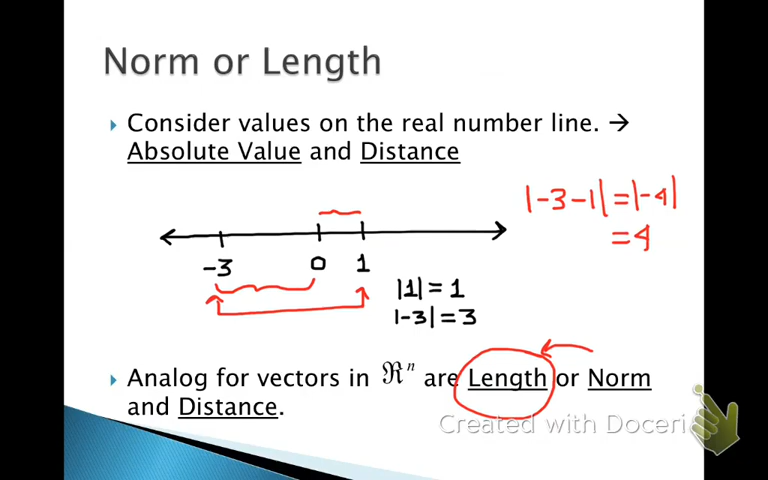 Norm or Length
Consider values on the real number line. →
Absolute Value and Distance
|-3-1| = |-4|
= 4
-3 0 1
|1| = 1
|-3| = 3
Analog for vectors in ℜⁿ are Length or Norm
and Distance.
Created with Doceri